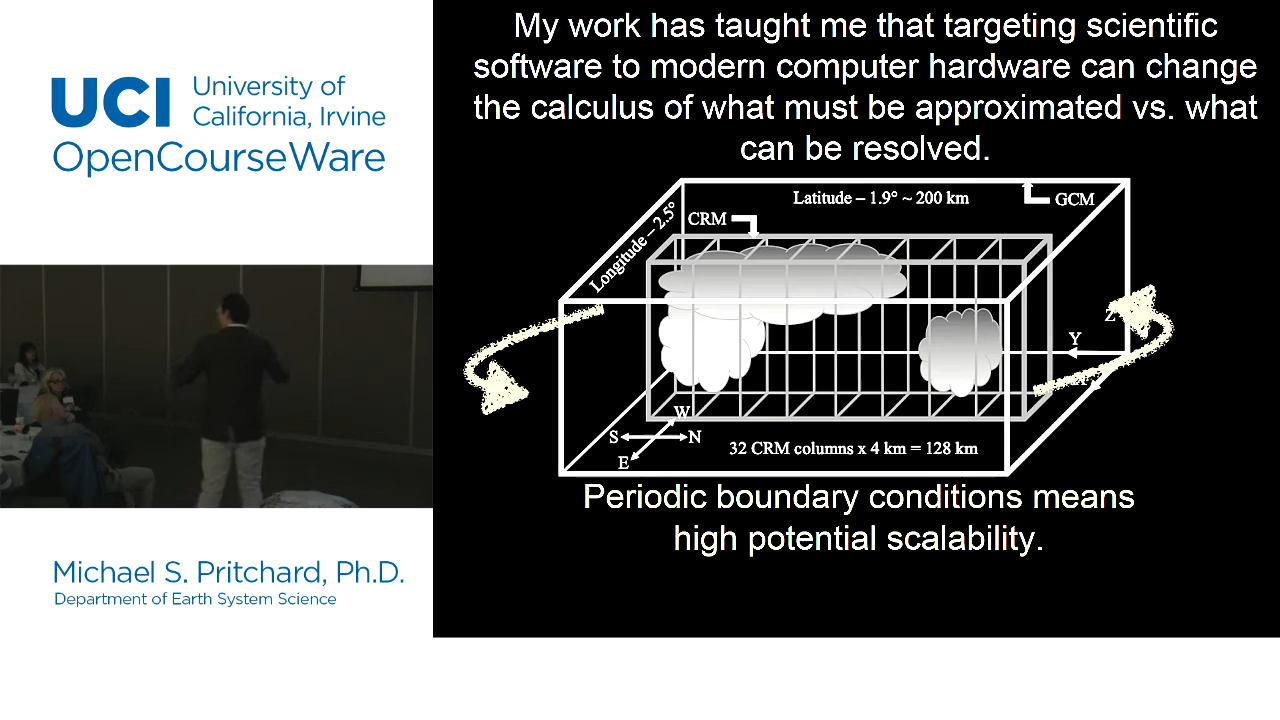 UCI University of
California, Irvine
OpenCourseWare
Michael S. Pritchard, Ph.D.
Department of Earth System Science
My work has taught me that targeting scientific
software to modern computer hardware can change
the calculus of what must be approximated vs. what
can be resolved.
Latitude – 1.9° ~ 200 km
GCM
CRM
Longitude – 2.5°
Z
Y
W
S
N
E
32 CRM columns x 4 km = 128 km
Periodic boundary conditions means
high potential scalability.